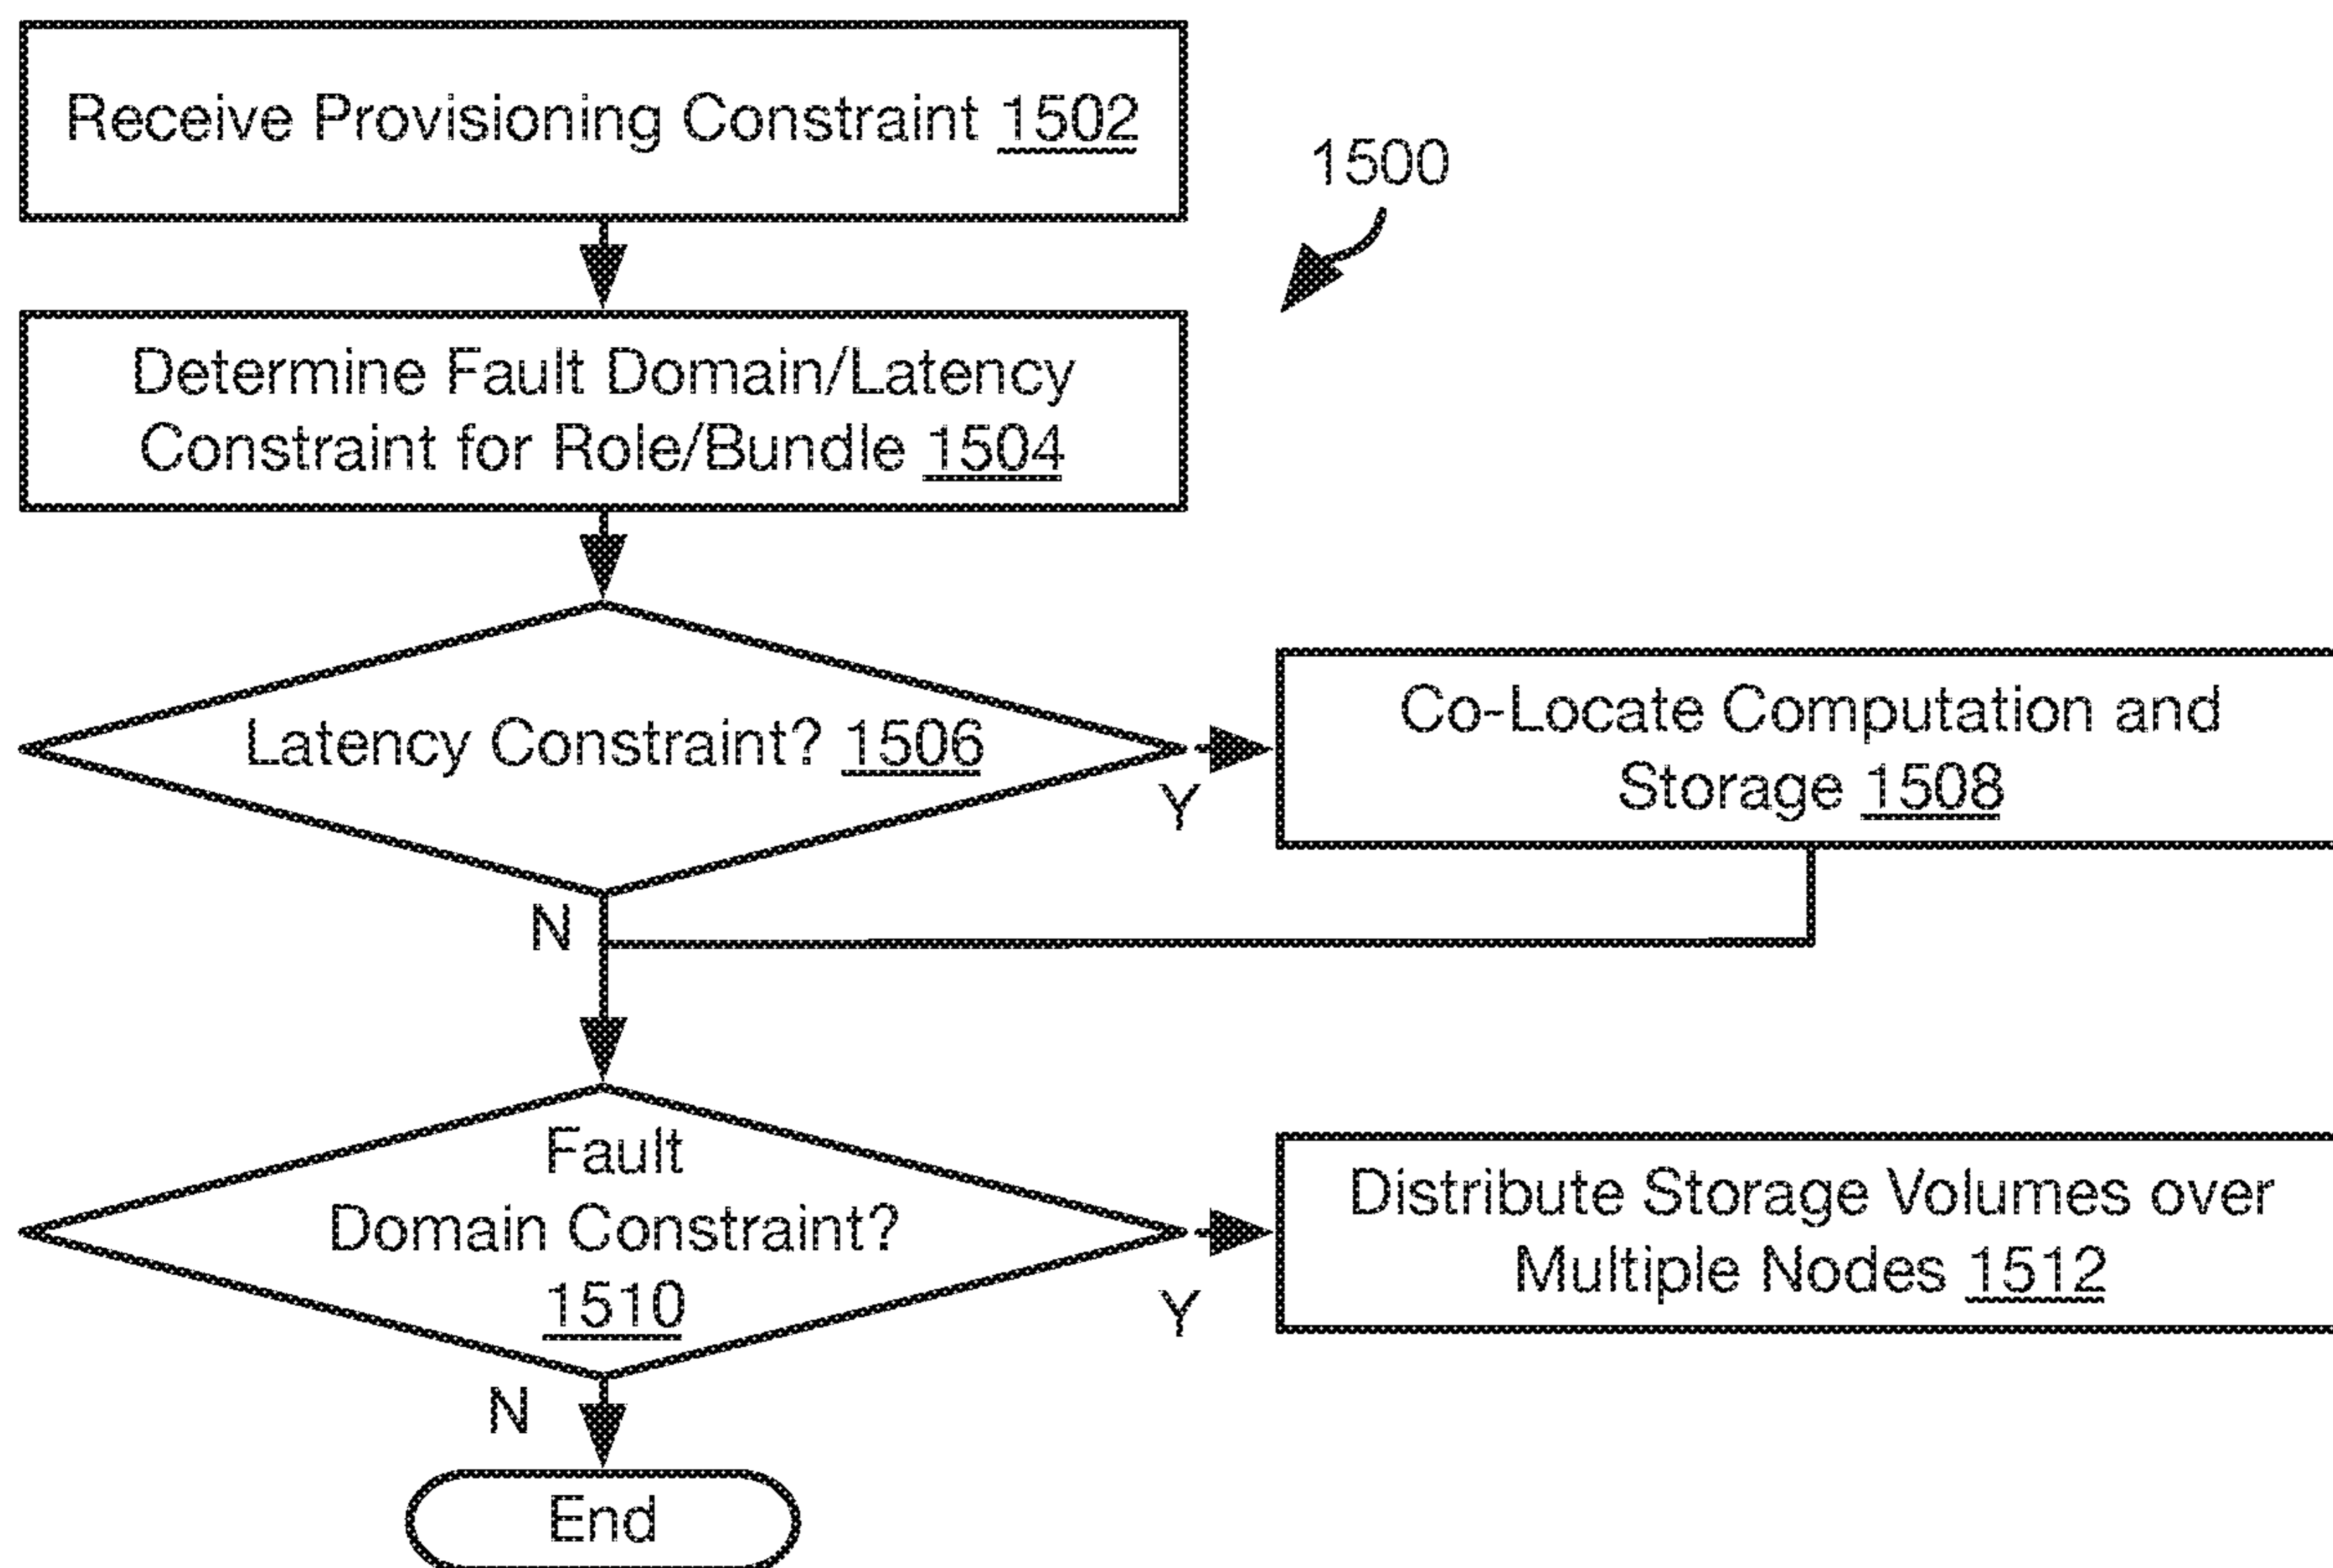 Receive Provisioning Constraint 1502
1500
Determine Fault Domain/Latency
Constraint for Role/Bundle 1504
Latency Constraint? 1506
Y
Co-Locate Computation and
Storage 1508
N
Fault
Domain Constraint?
1510
Y
Distribute Storage Volumes over
Multiple Nodes 1512
N
End